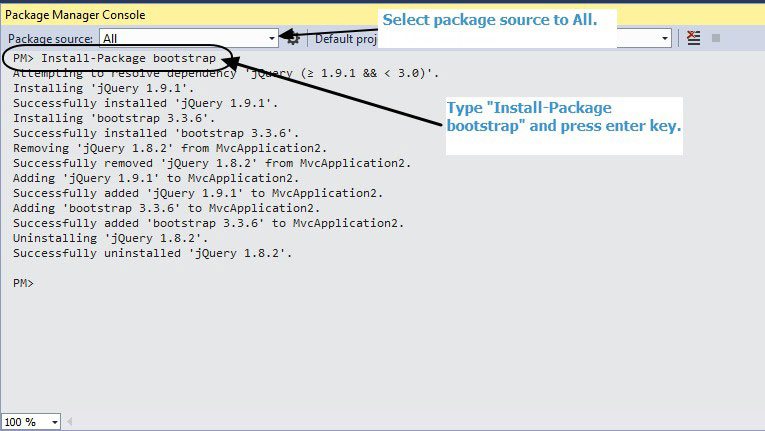 Package Manager Console
Select package source to All.
Package source: All
Default proj
PM> Install-Package bootstrap
Attempting to resolve dependency 'jQuery (≥ 1.9.1 && < 3.0)'.
Installing 'jQuery 1.9.1'.
Successfully installed 'jQuery 1.9.1'.
Installing 'bootstrap 3.3.6'.
Successfully installed 'bootstrap 3.3.6'.
Removing 'jQuery 1.8.2' from MvcApplication2.
Successfully removed 'jQuery 1.8.2' from MvcApplication2.
Adding 'jQuery 1.9.1' to MvcApplication2.
Successfully added 'jQuery 1.9.1' to MvcApplication2.
Adding 'bootstrap 3.3.6' to MvcApplication2.
Successfully added 'bootstrap 3.3.6' to MvcApplication2.
Uninstalling 'jQuery 1.8.2'.
Successfully uninstalled 'jQuery 1.8.2'.
Type "Install-Package
bootstrap" and press enter key.
PM>
100 %